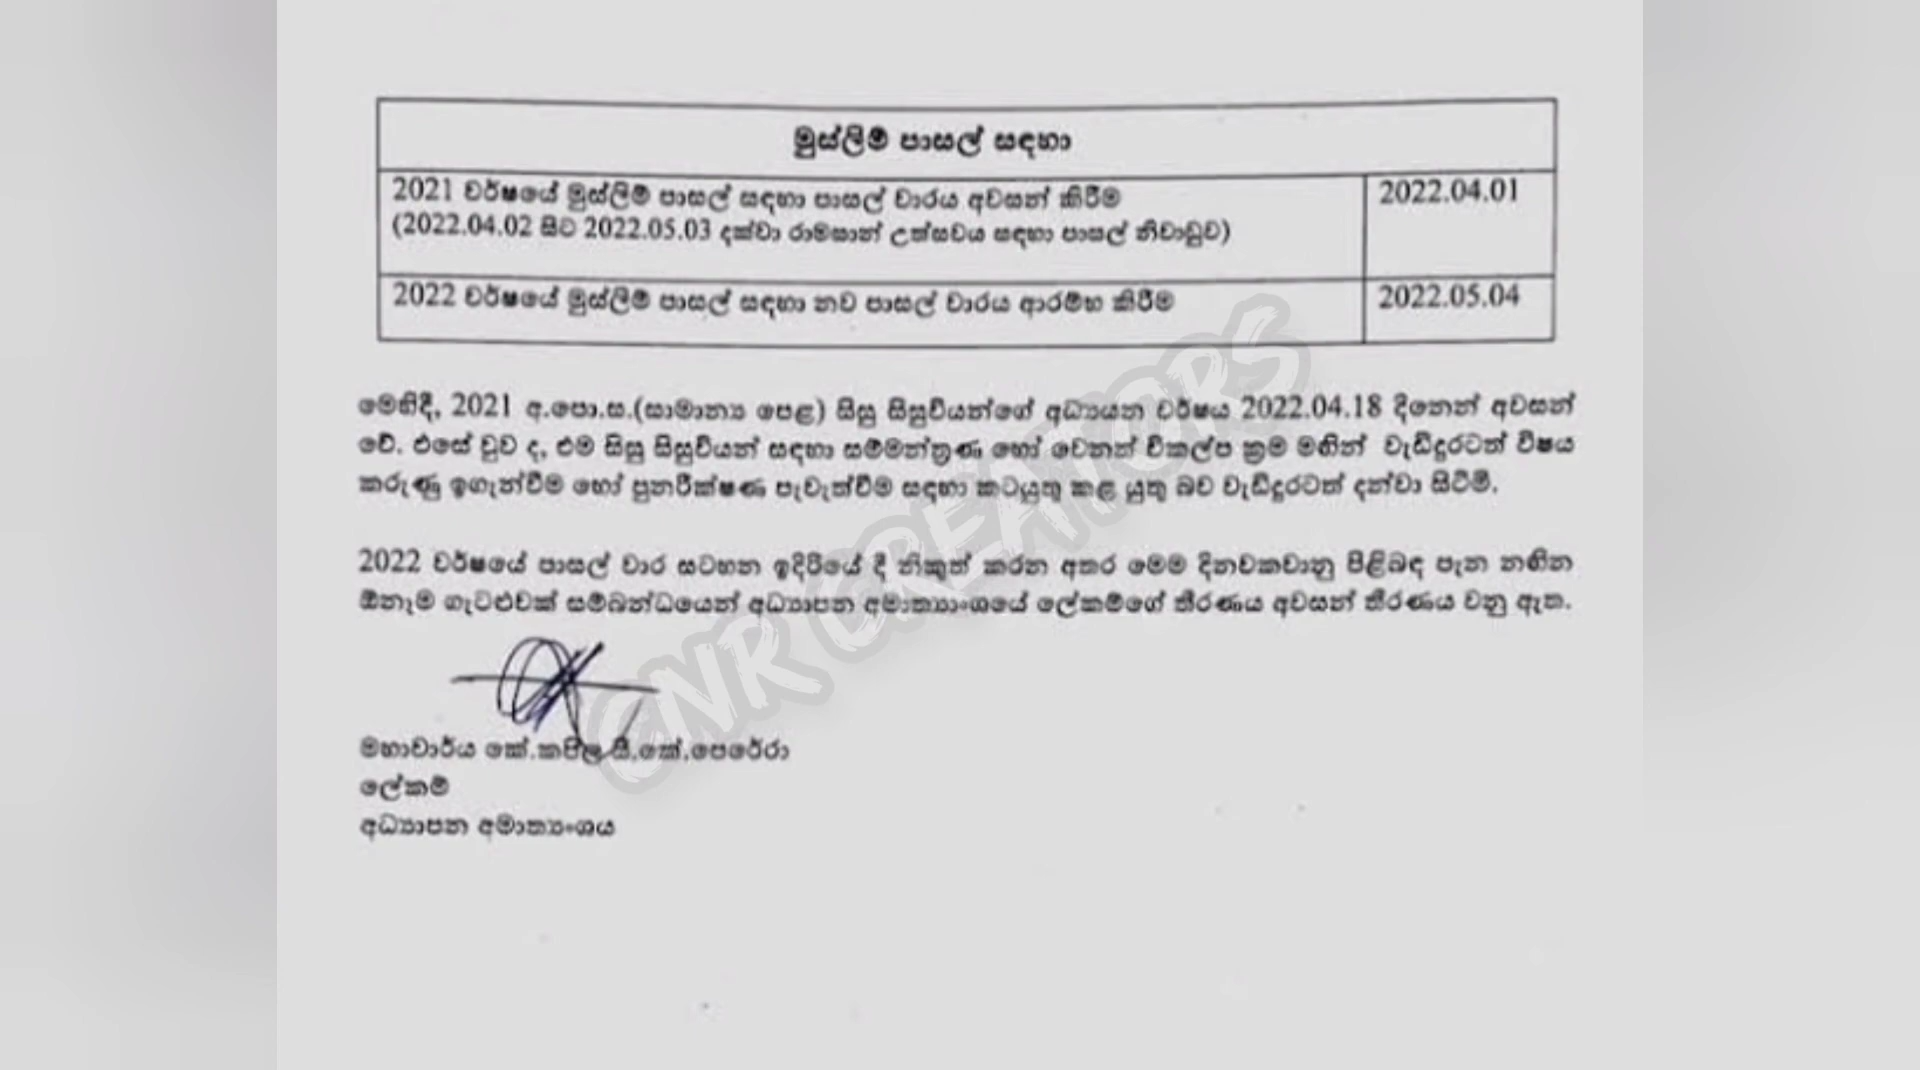 මුස්ලිම් පාසල් සඳහා
2021 වර්ෂයේ මුස්ලිම් පාසල් සඳහා පාසල් වාරය අවසන් කිරීම
2022.04.01
(2022.04.02 සිට 2022.05.03 දක්වා රාමසාන් උත්සවය සඳහා පාසල් නිවාඩුව)
2022 වර්ෂයේ මුස්ලිම් පාසල් සඳහා නව පාසල් වාරය ආරම්භ කිරීම
2022.05.04
මෙහිදී, 2021 අ.පො.ස.(සාමාන්‍ය පෙළ) සිසු සිසුවියන්ගේ අධ්‍යයන වර්ෂය 2022.04.18 දිනෙන් අවසන්
වේ. එසේ වුව ද, එම සිසු සිසුවියන් සඳහා සම්මන්ත්‍රණ හෝ වෙනත් විකල්ප ක්‍රම මඟින් වැඩිදුරටත් විෂය
කරුණු ඉගැන්වීම හෝ පුනරීක්ෂණ පැවැත්වීම සඳහා කටයුතු කළ යුතු බව වැඩිදුරටත් දන්වා සිටිමි.
2022 වර්ෂයේ පාසල් වාර සටහන ඉදිරියේ දී නිකුත් කරන අතර මෙම දිනවකවානු පිළිබඳ පැන නඟින
ඕනෑම ගැටළුවක් සම්බන්ධයෙන් අධ්‍යාපන අමාත්‍යාංශයේ ලේකම්ගේ තීරණය අවසන් තීරණය වනු ඇත.
මහාචාර්ය කේ.කපිල සී.කේ.පෙරේරා
ලේකම්
අධ්‍යාපන අමාත්‍යංශය
CNR CREATORS